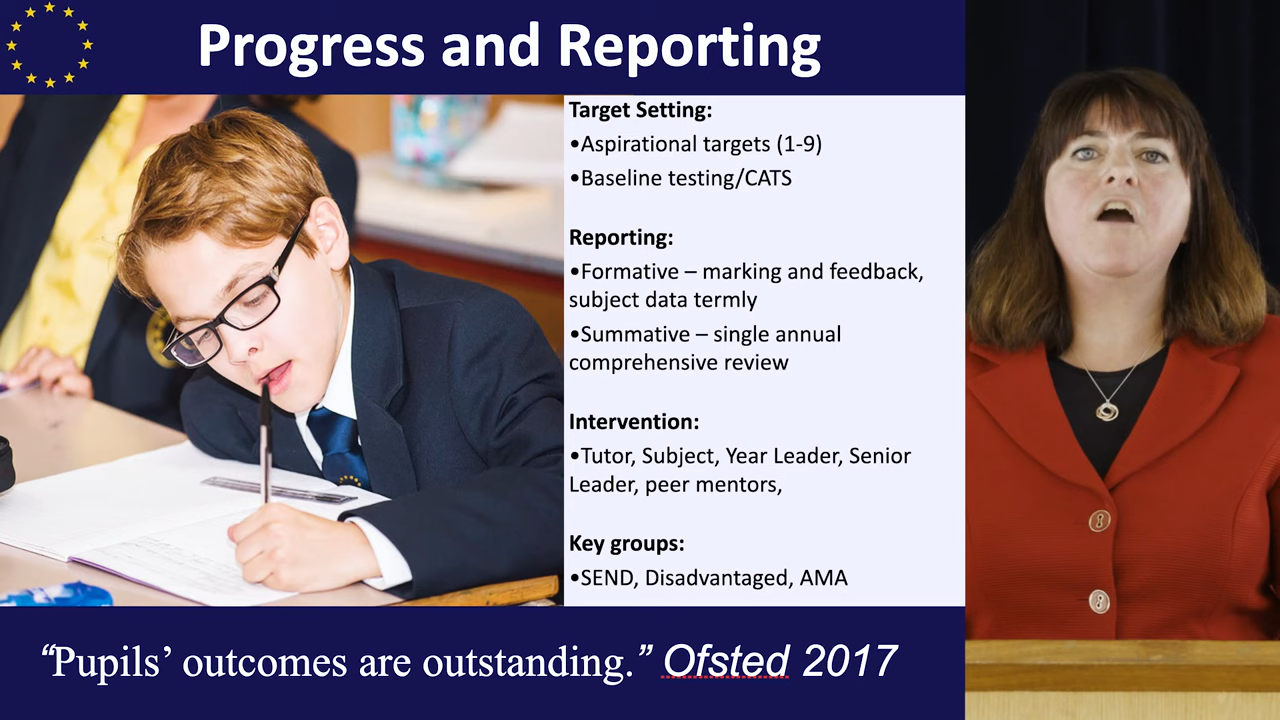 Progress and Reporting
Target Setting:
•Aspirational targets (1-9)
•Baseline testing/CATS
Reporting:
•Formative – marking and feedback,
subject data termly
•Summative – single annual
comprehensive review
Intervention:
•Tutor, Subject, Year Leader, Senior
Leader, peer mentors,
Key groups:
•SEND, Disadvantaged, AMA
“Pupils’ outcomes are outstanding.” Ofsted 2017